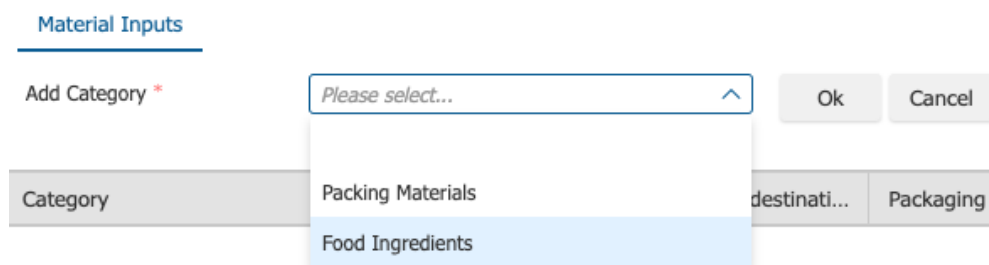 Material Inputs
Add Category * Please select... Ok Cancel
Packing Materials
Category destinati... Packaging
Food Ingredients